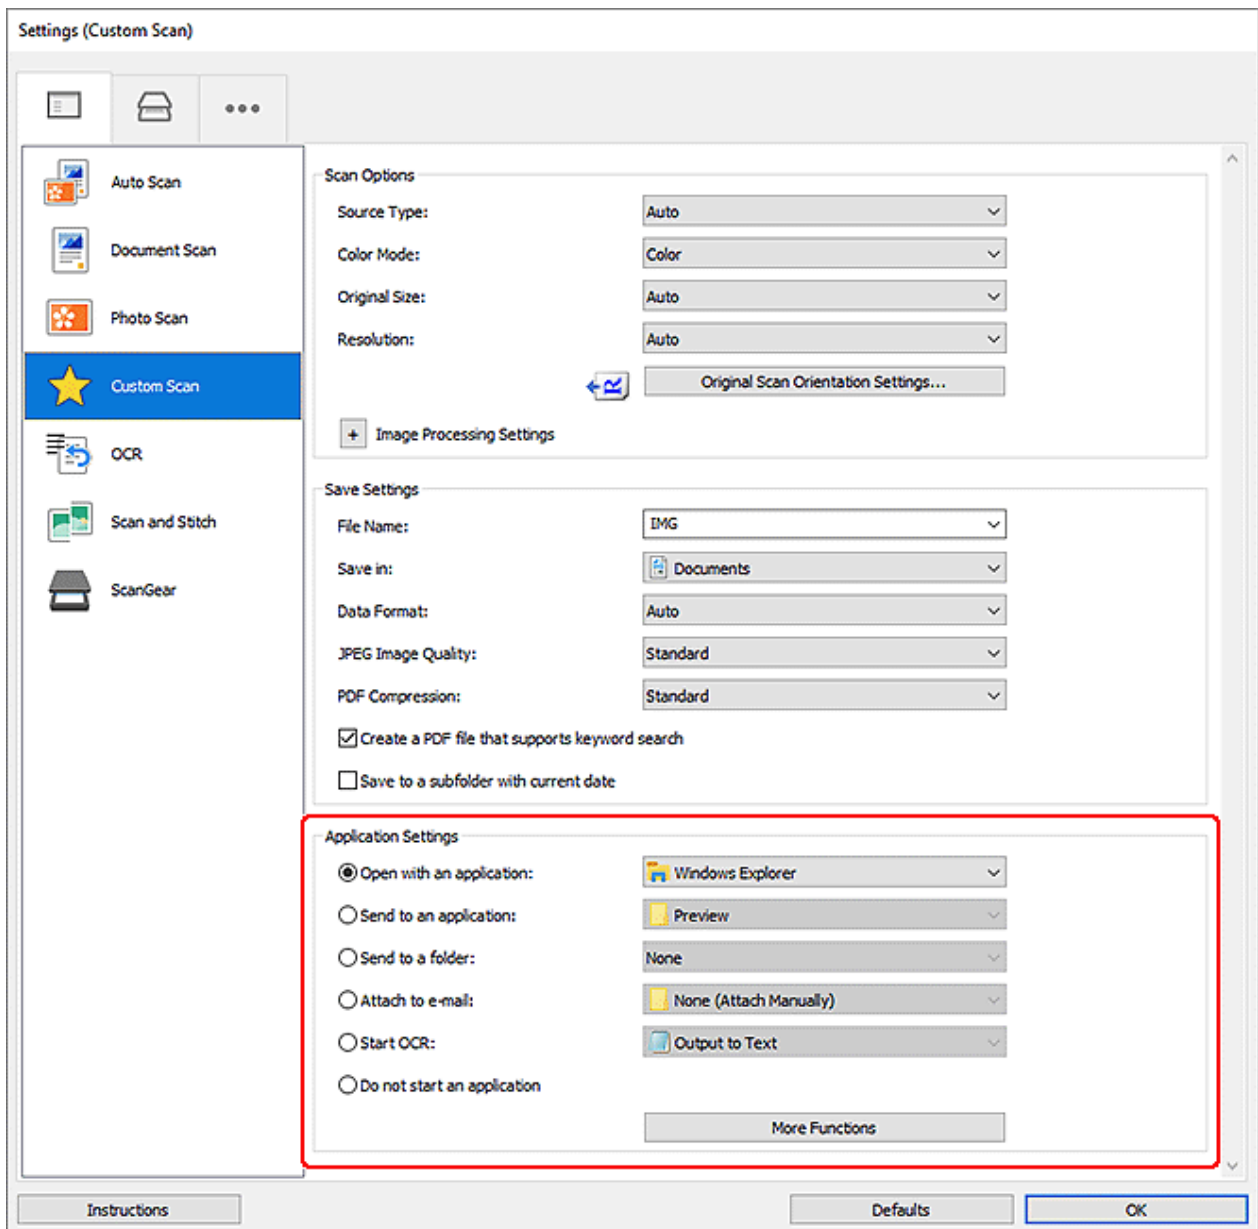 Settings (Custom Scan)
Auto Scan
Document Scan
Photo Scan
Custom Scan
OCR
Scan and Stitch
ScanGear
Scan Options
Source Type: Auto
Color Mode: Color
Original Size: Auto
Resolution: Auto
R Original Scan Orientation Settings...
+ Image Processing Settings
Save Settings
File Name: IMG
Save in: Documents
Data Format: Auto
JPEG Image Quality: Standard
PDF Compression: Standard
Create a PDF file that supports keyword search
Save to a subfolder with current date
Application Settings
Open with an application: Windows Explorer
Send to an application: Preview
Send to a folder: None
Attach to e-mail: None (Attach Manually)
Start OCR: Output to Text
Do not start an application
More Functions
Instructions Defaults OK